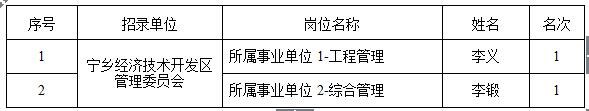 序号 招录单位 岗位名称 姓名 名次
1 宁乡经济技术开发区管理委员会 所属事业单位1-工程管理 李义 1
2 所属事业单位2-综合管理 李锻 1